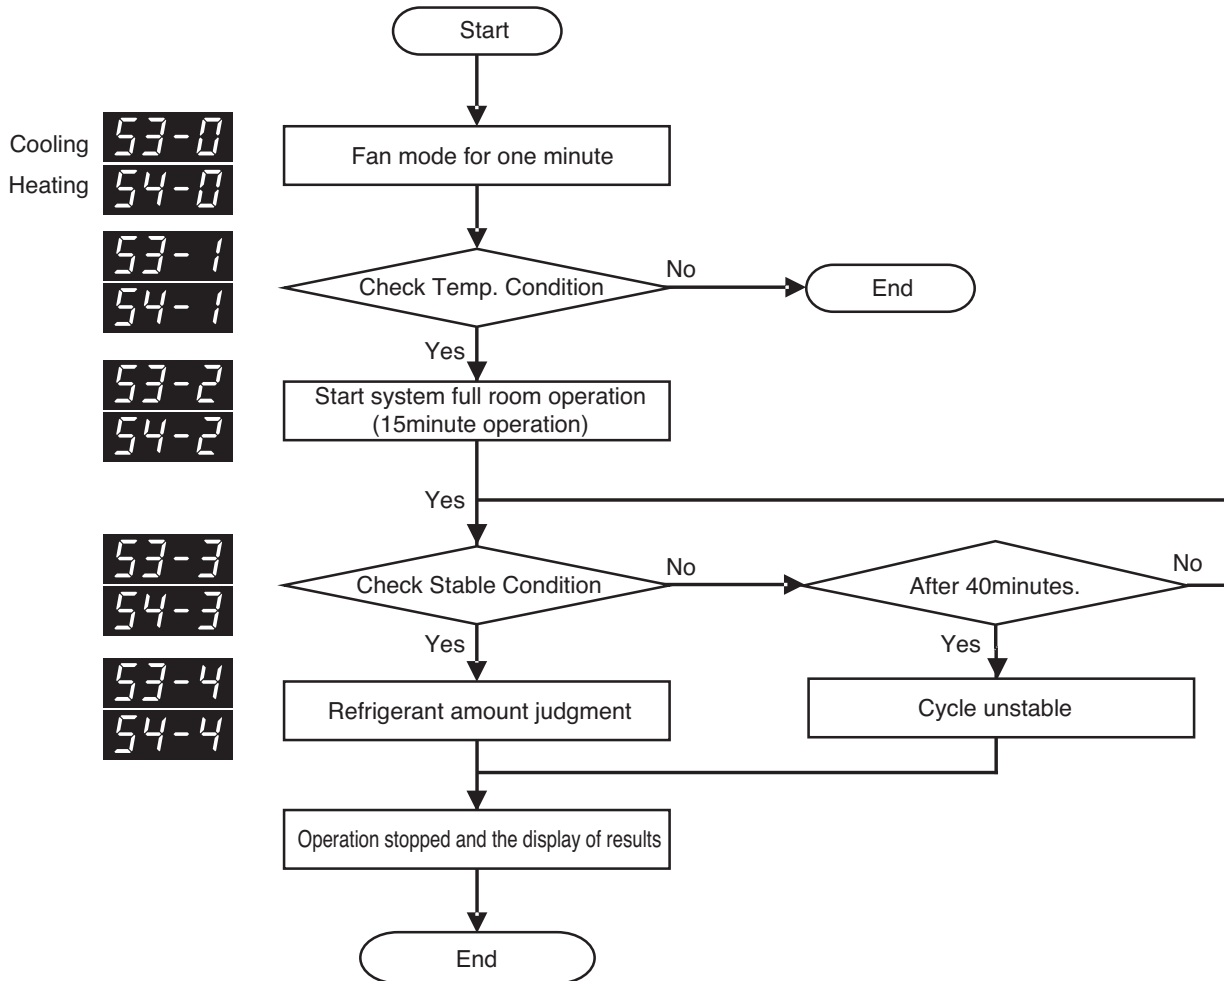 Start
Cooling
53-0
Fan mode for one minute
Heating
54-0
53-1
Check Temp. Condition
No
End
54-1
Yes
53-2
Start system full room operation
(15minute operation)
54-2
Yes
53-3
Check Stable Condition
No
After 40minutes.
No
54-3
Yes
Yes
53-4
Refrigerant amount judgment
Cycle unstable
54-4
Operation stopped and the display of results
End